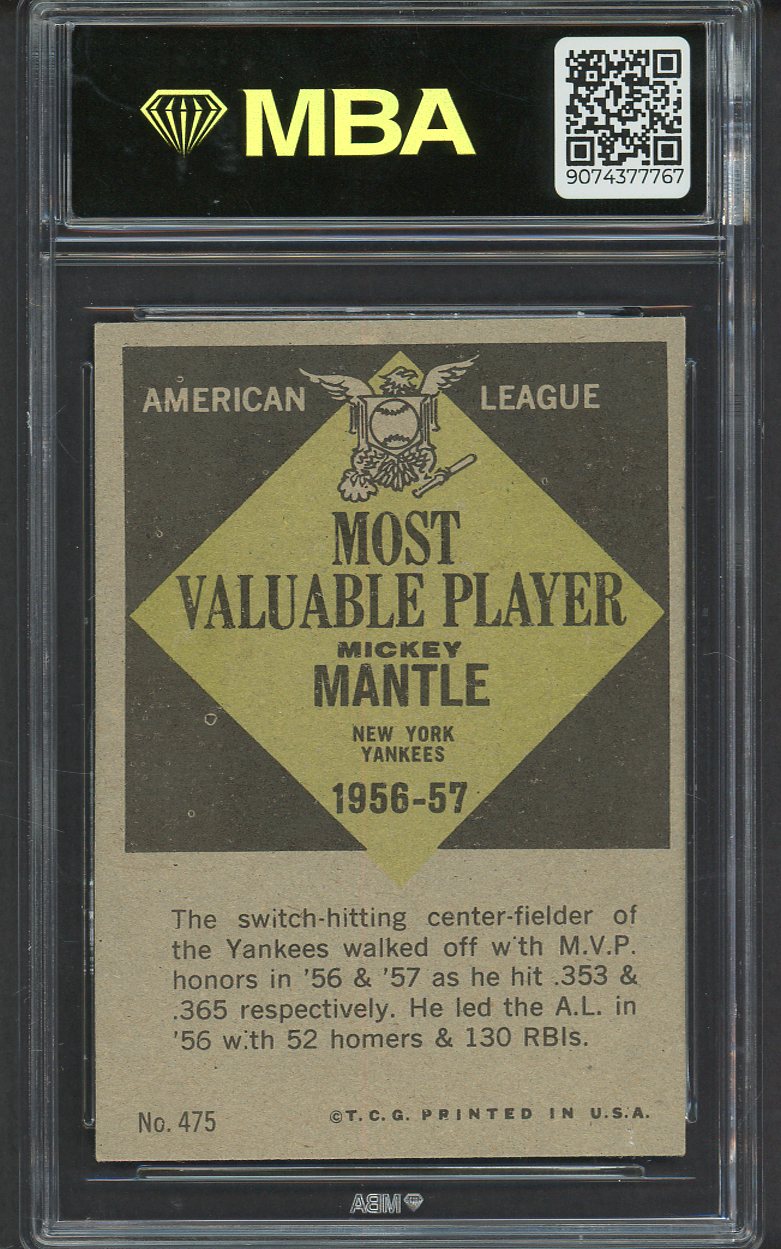 MBA
9074377767
AMERICAN LEAGUE
MOST
VALUABLE PLAYER
MICKEY
MANTLE
NEW YORK
YANKEES
1956-57
The switch-hitting center-fielder of
the Yankees walked off with M.V.P.
honors in '56 & '57 as he hit .353 &
.365 respectively. He led the A.L. in
'56 with 52 homers & 130 RBIs.
No. 475 ©T.C.G. PRINTED IN U.S.A.
MBA